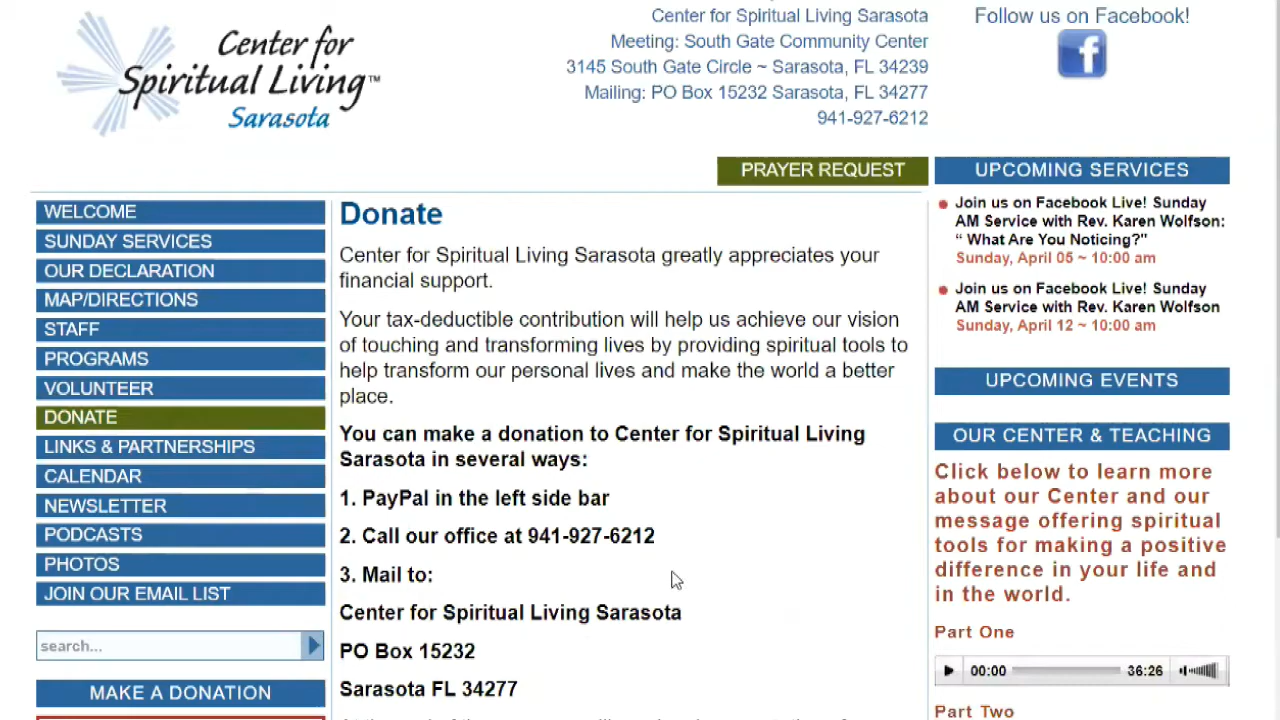 Center for
Spiritual Living™
Sarasota
Center for Spiritual Living Sarasota
Meeting: South Gate Community Center
3145 South Gate Circle ~ Sarasota, FL 34239
Mailing: PO Box 15232 Sarasota, FL 34277
941-927-6212
Follow us on Facebook!
f
PRAYER REQUEST
WELCOME
SUNDAY SERVICES
OUR DECLARATION
MAP/DIRECTIONS
STAFF
PROGRAMS
VOLUNTEER
DONATE
LINKS & PARTNERSHIPS
CALENDAR
NEWSLETTER
PODCASTS
PHOTOS
JOIN OUR EMAIL LIST
search...
MAKE A DONATION
Donate
Center for Spiritual Living Sarasota greatly appreciates your
financial support.
Your tax-deductible contribution will help us achieve our vision
of touching and transforming lives by providing spiritual tools to
help transform our personal lives and make the world a better
place.
You can make a donation to Center for Spiritual Living
Sarasota in several ways:
1. PayPal in the left side bar
2. Call our office at 941-927-6212
3. Mail to:
Center for Spiritual Living Sarasota
PO Box 15232
Sarasota FL 34277
UPCOMING SERVICES
Join us on Facebook Live! Sunday
AM Service with Rev. Karen Wolfson:
“ What Are You Noticing?"
Sunday, April 05 ~ 10:00 am
Join us on Facebook Live! Sunday
AM Service with Rev. Karen Wolfson
Sunday, April 12 ~ 10:00 am
UPCOMING EVENTS
OUR CENTER & TEACHING
Click below to learn more
about our Center and our
message offering spiritual
tools for making a positive
difference in your life and
in the world.
Part One
00:00 36:26
Part Two